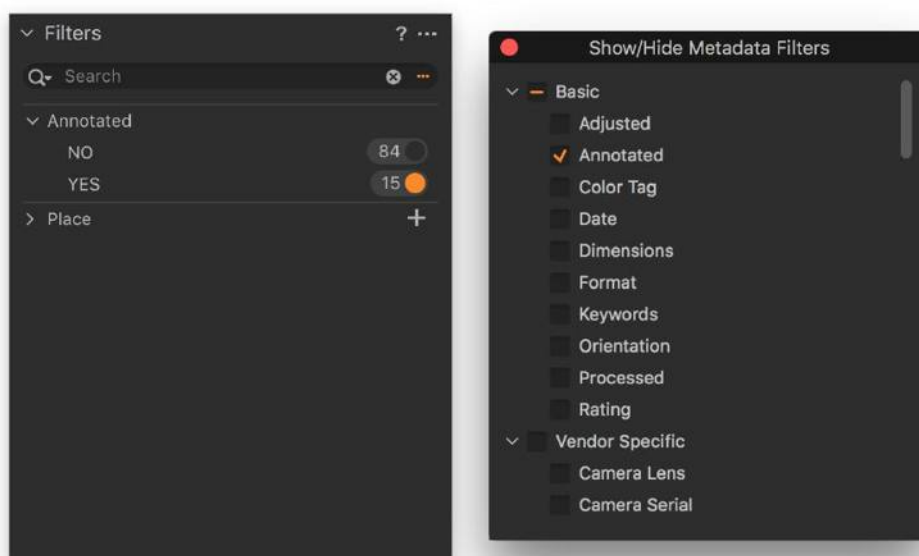 Filters
? ...
Search
Annotated
NO 84
YES 15
Place
Show/Hide Metadata Filters
Basic
Adjusted
Annotated
Color Tag
Date
Dimensions
Format
Keywords
Orientation
Processed
Rating
Vendor Specific
Camera Lens
Camera Serial